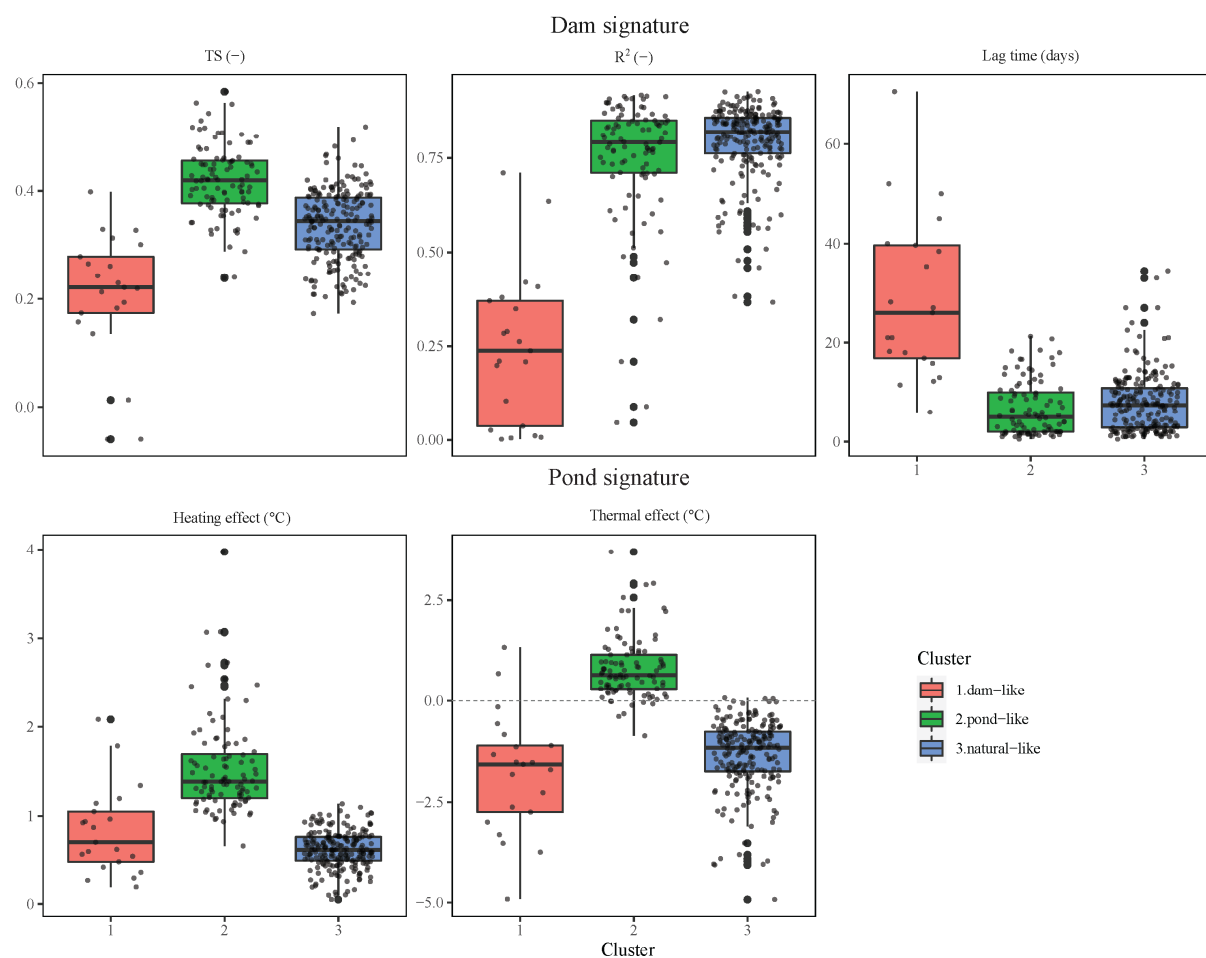 Dam signature
TS (−)
R² (−)
Lag time (days)
0.6
0.4
0.2
0.0
0.75
0.50
0.25
0.00
60
40
20
0
1
2
3
Pond signature
Heating effect (°C)
Thermal effect (°C)
4
3
2
1
0
2.5
0.0
−2.5
−5.0
1
2
3
1
2
3
Cluster
Cluster
1.dam−like
2.pond−like
3.natural−like